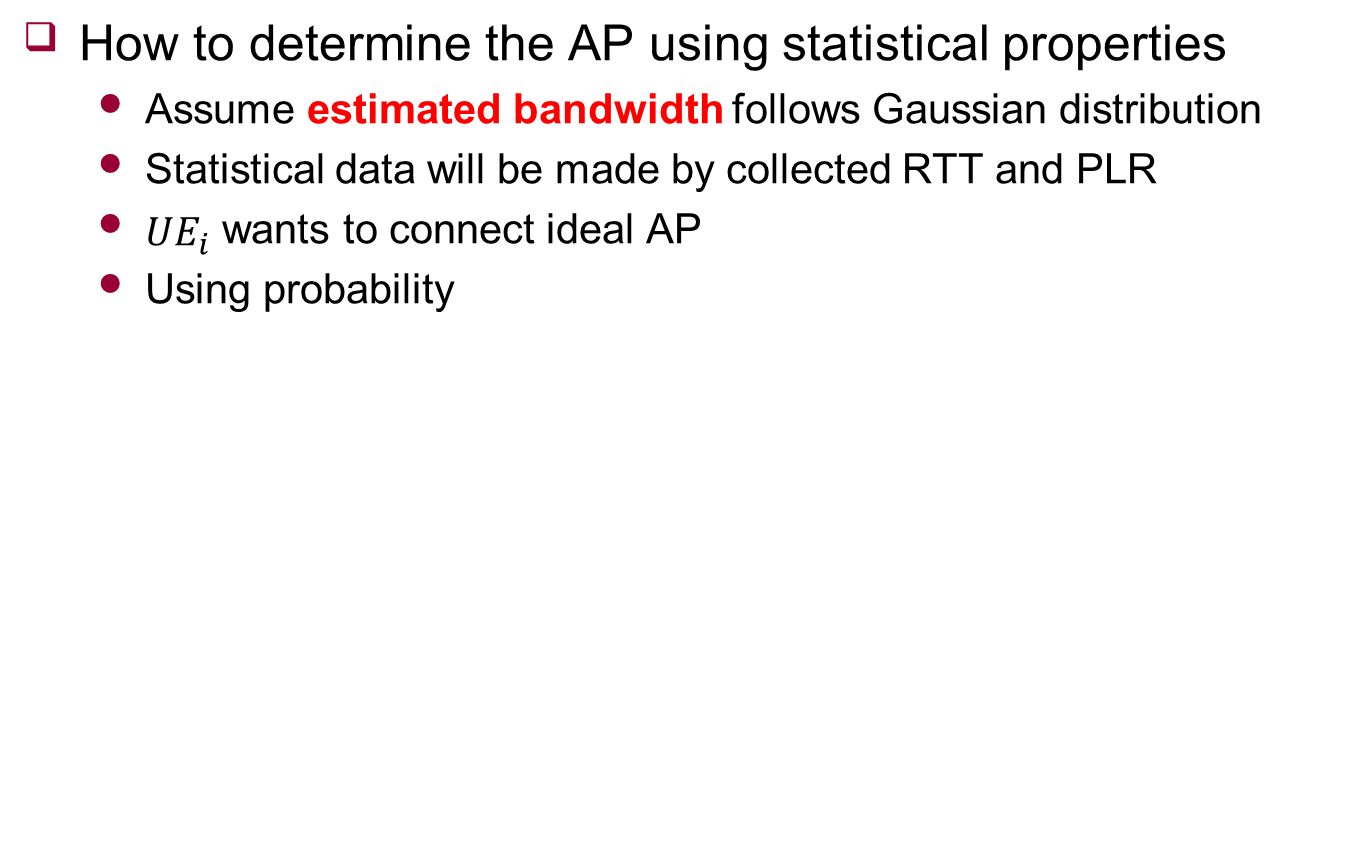 ❑ How to determine the AP using statistical properties
• Assume estimated bandwidth follows Gaussian distribution
• Statistical data will be made by collected RTT and PLR
• 𝑈𝐸ᵢ wants to connect ideal AP
• Using probability